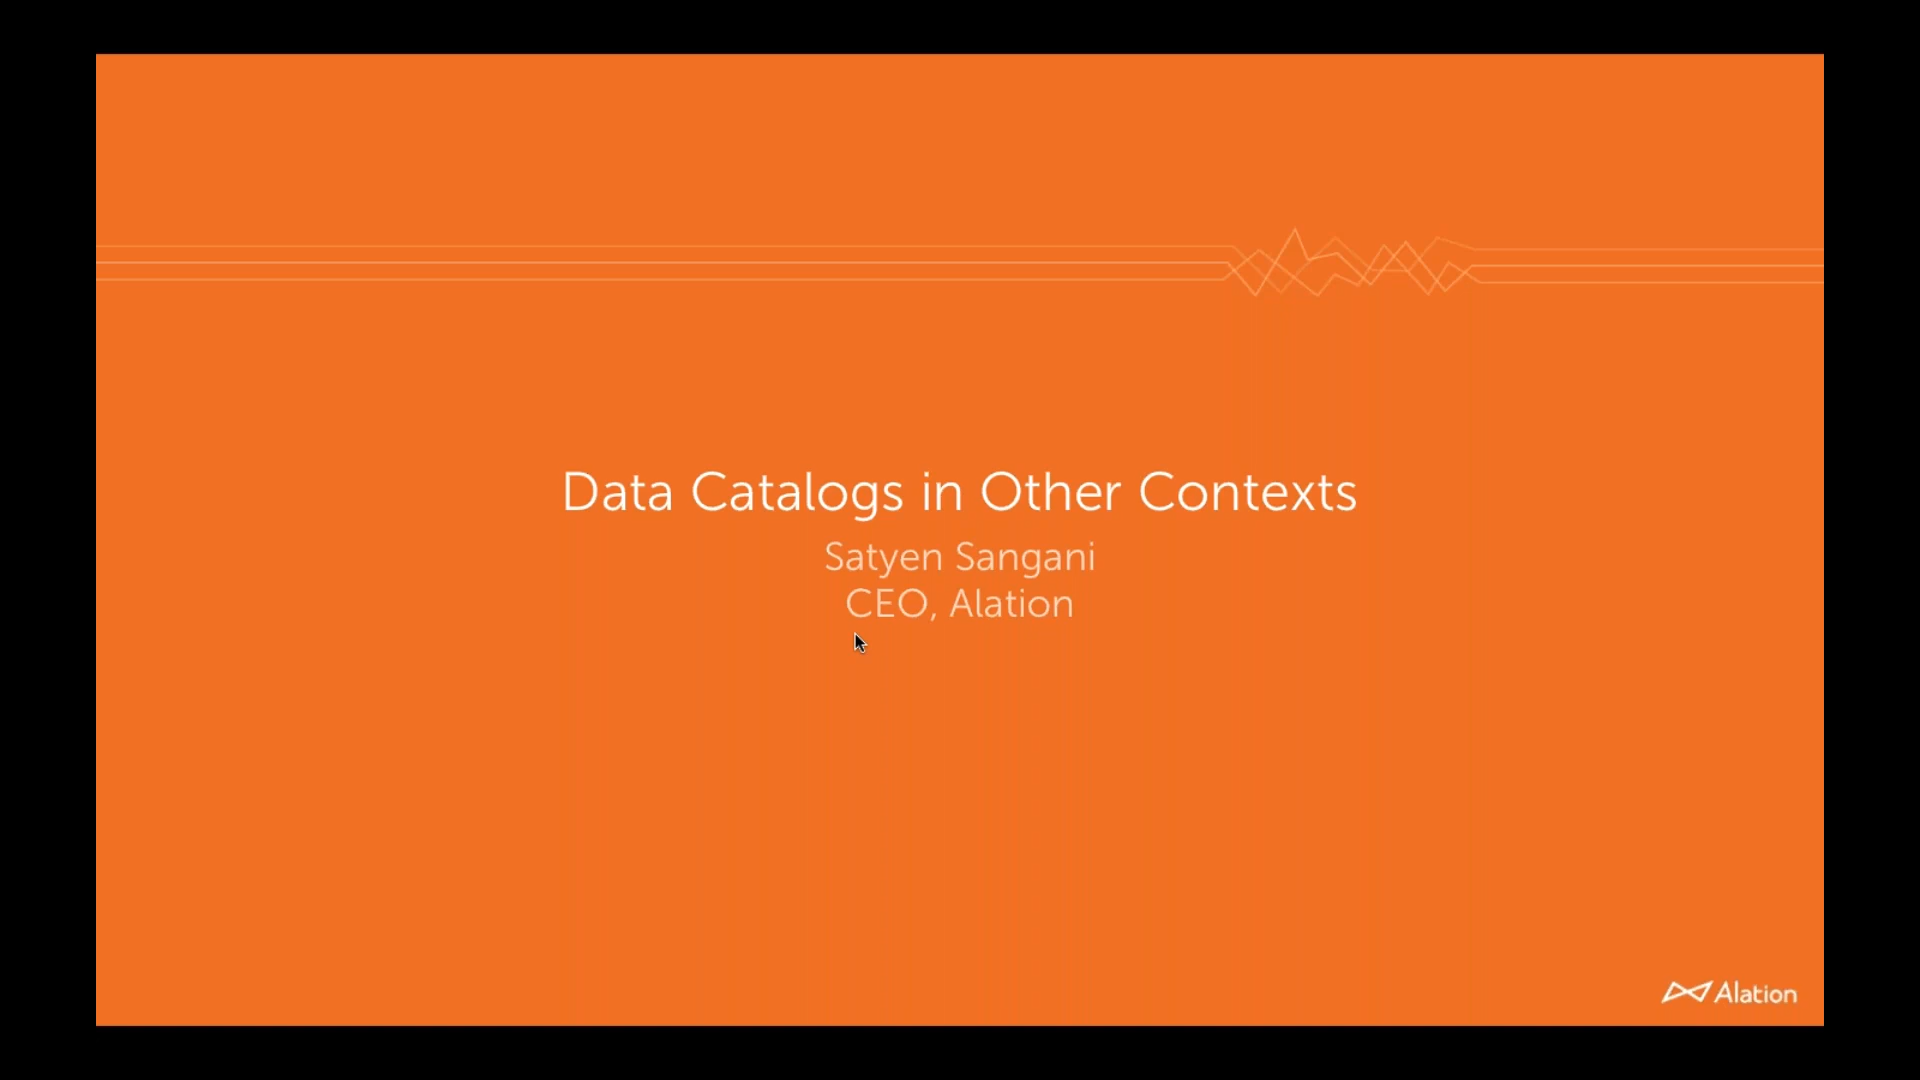 Data Catalogs in Other Contexts
Satyen Sangani
CEO, Alation
Alation